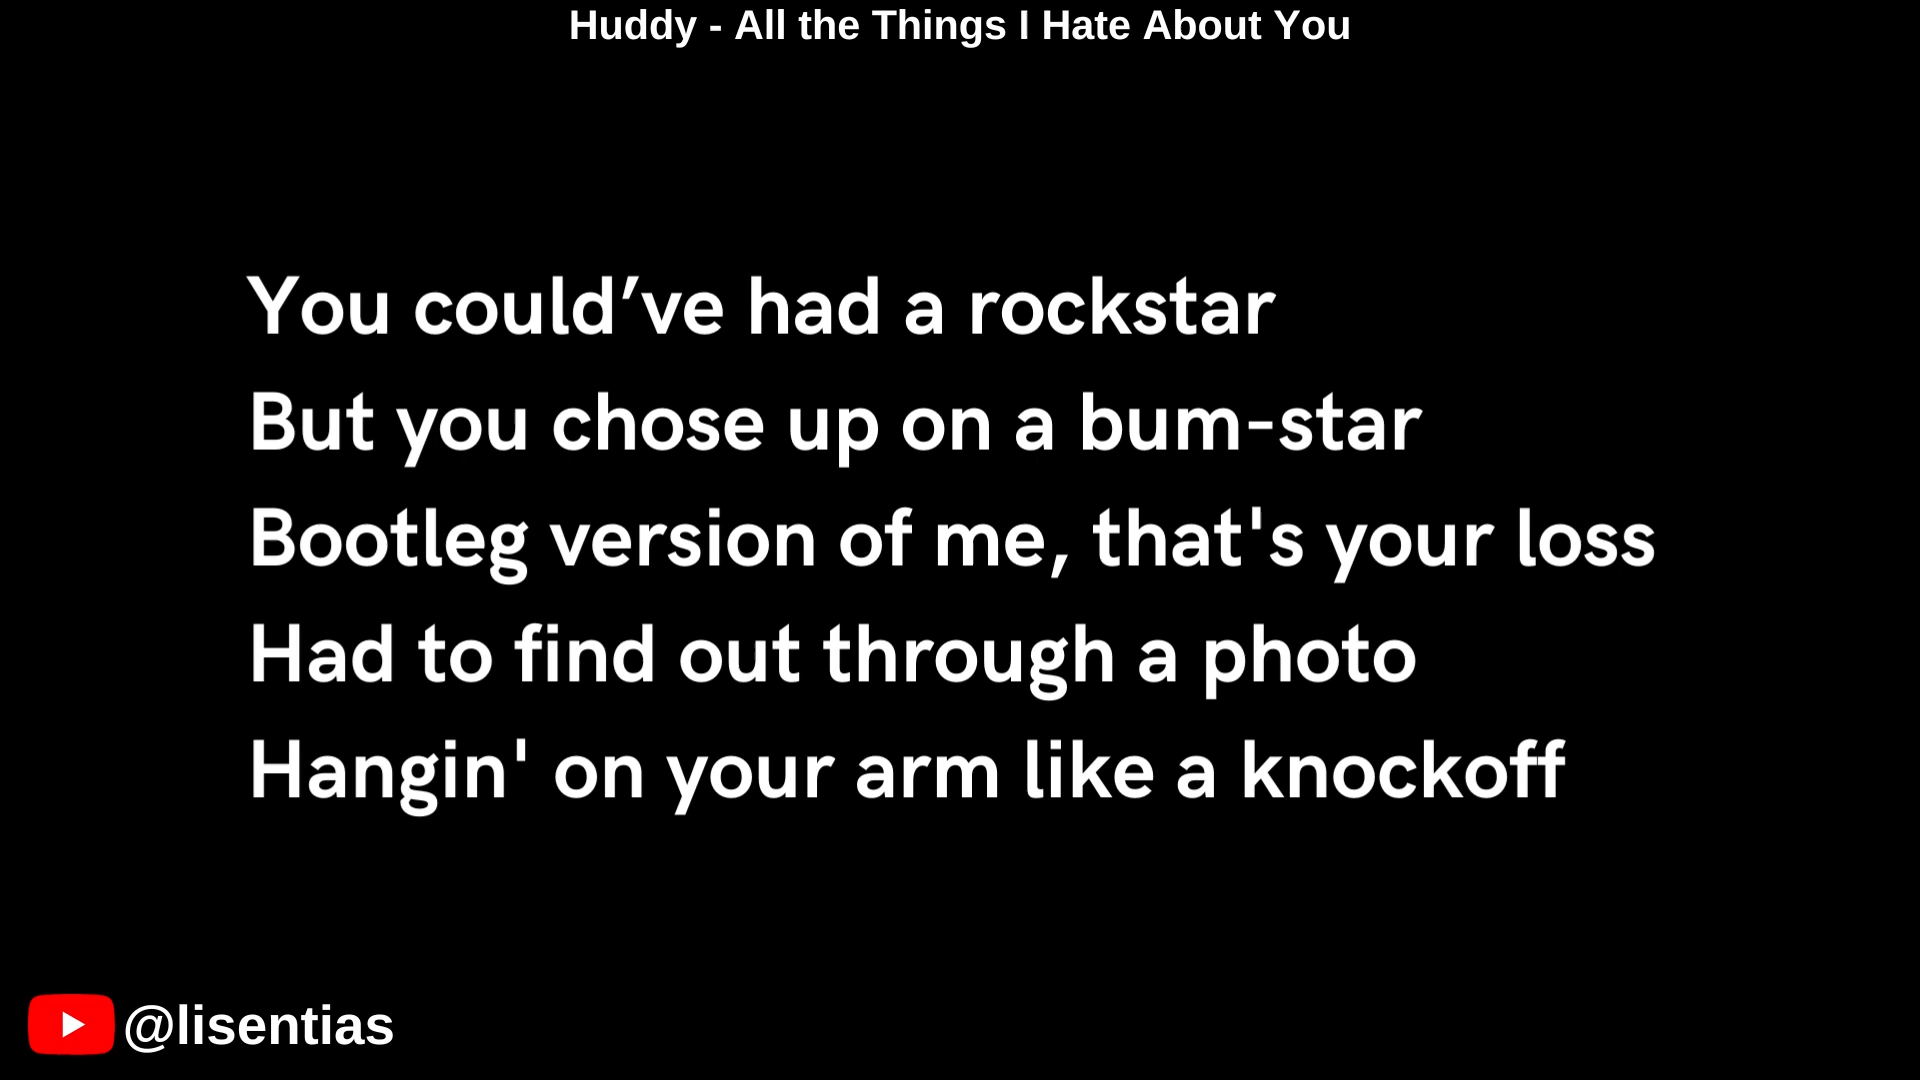 Huddy - All the Things I Hate About You
You could’ve had a rockstar
But you chose up on a bum-star
Bootleg version of me, that's your loss
Had to find out through a photo
Hangin' on your arm like a knockoff
@lisentias